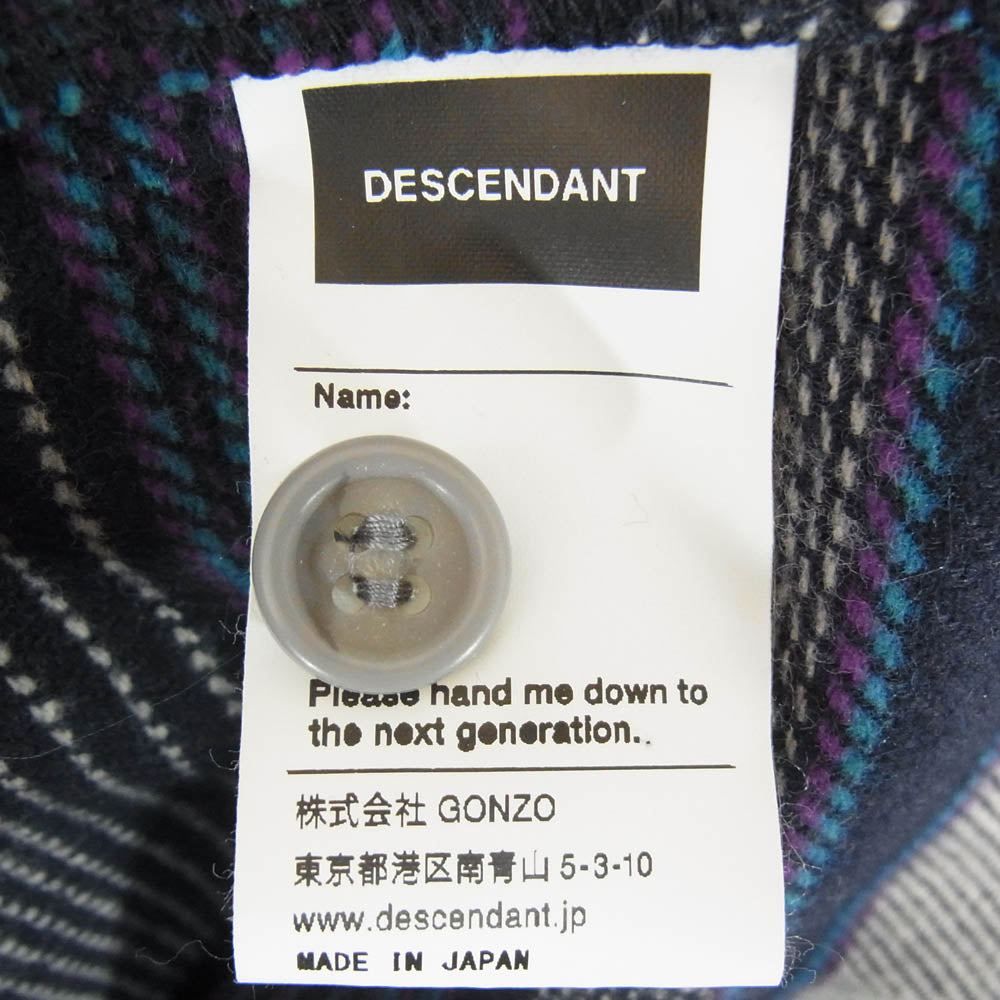 DESCENDANT
Name:
Please hand me down to
the next generation..
株式会社 GONZO
東京都港区南青山 5-3-10
www.descendant.jp
MADE IN JAPAN